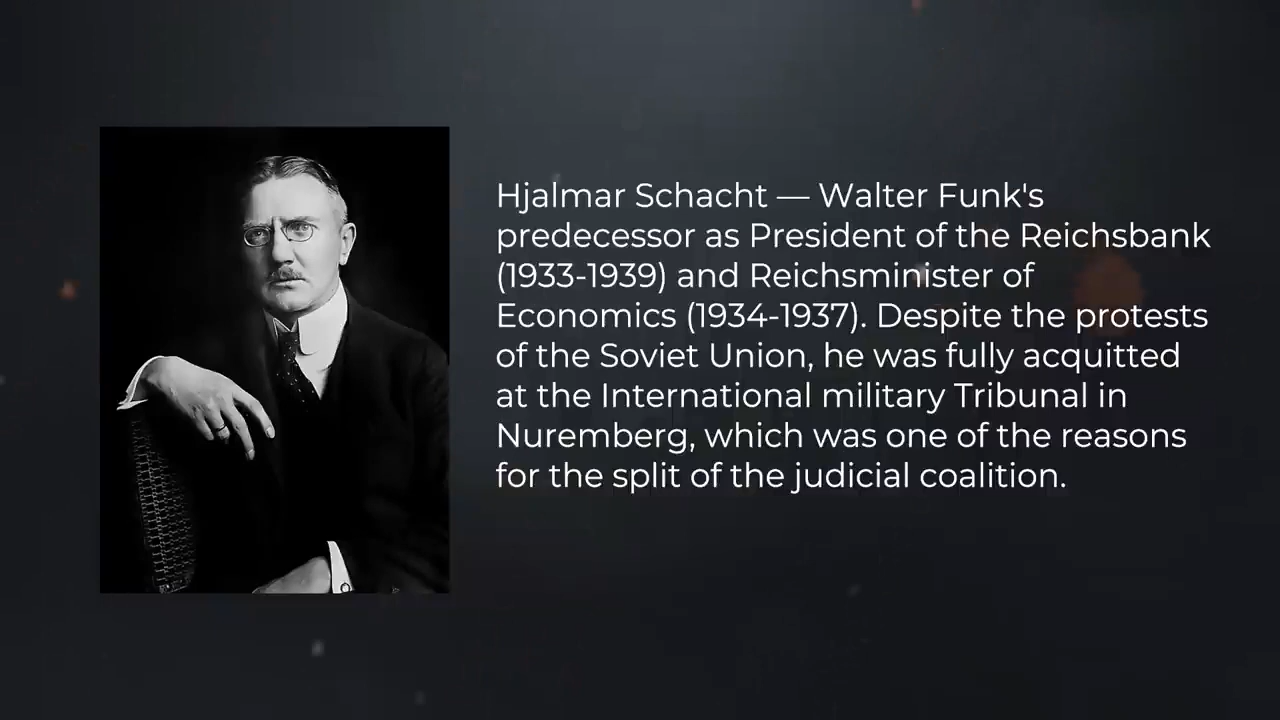 Hjalmar Schacht — Walter Funk's
predecessor as President of the Reichsbank
(1933-1939) and Reichsminister of
Economics (1934-1937). Despite the protests
of the Soviet Union, he was fully acquitted
at the International military Tribunal in
Nuremberg, which was one of the reasons
for the split of the judicial coalition.